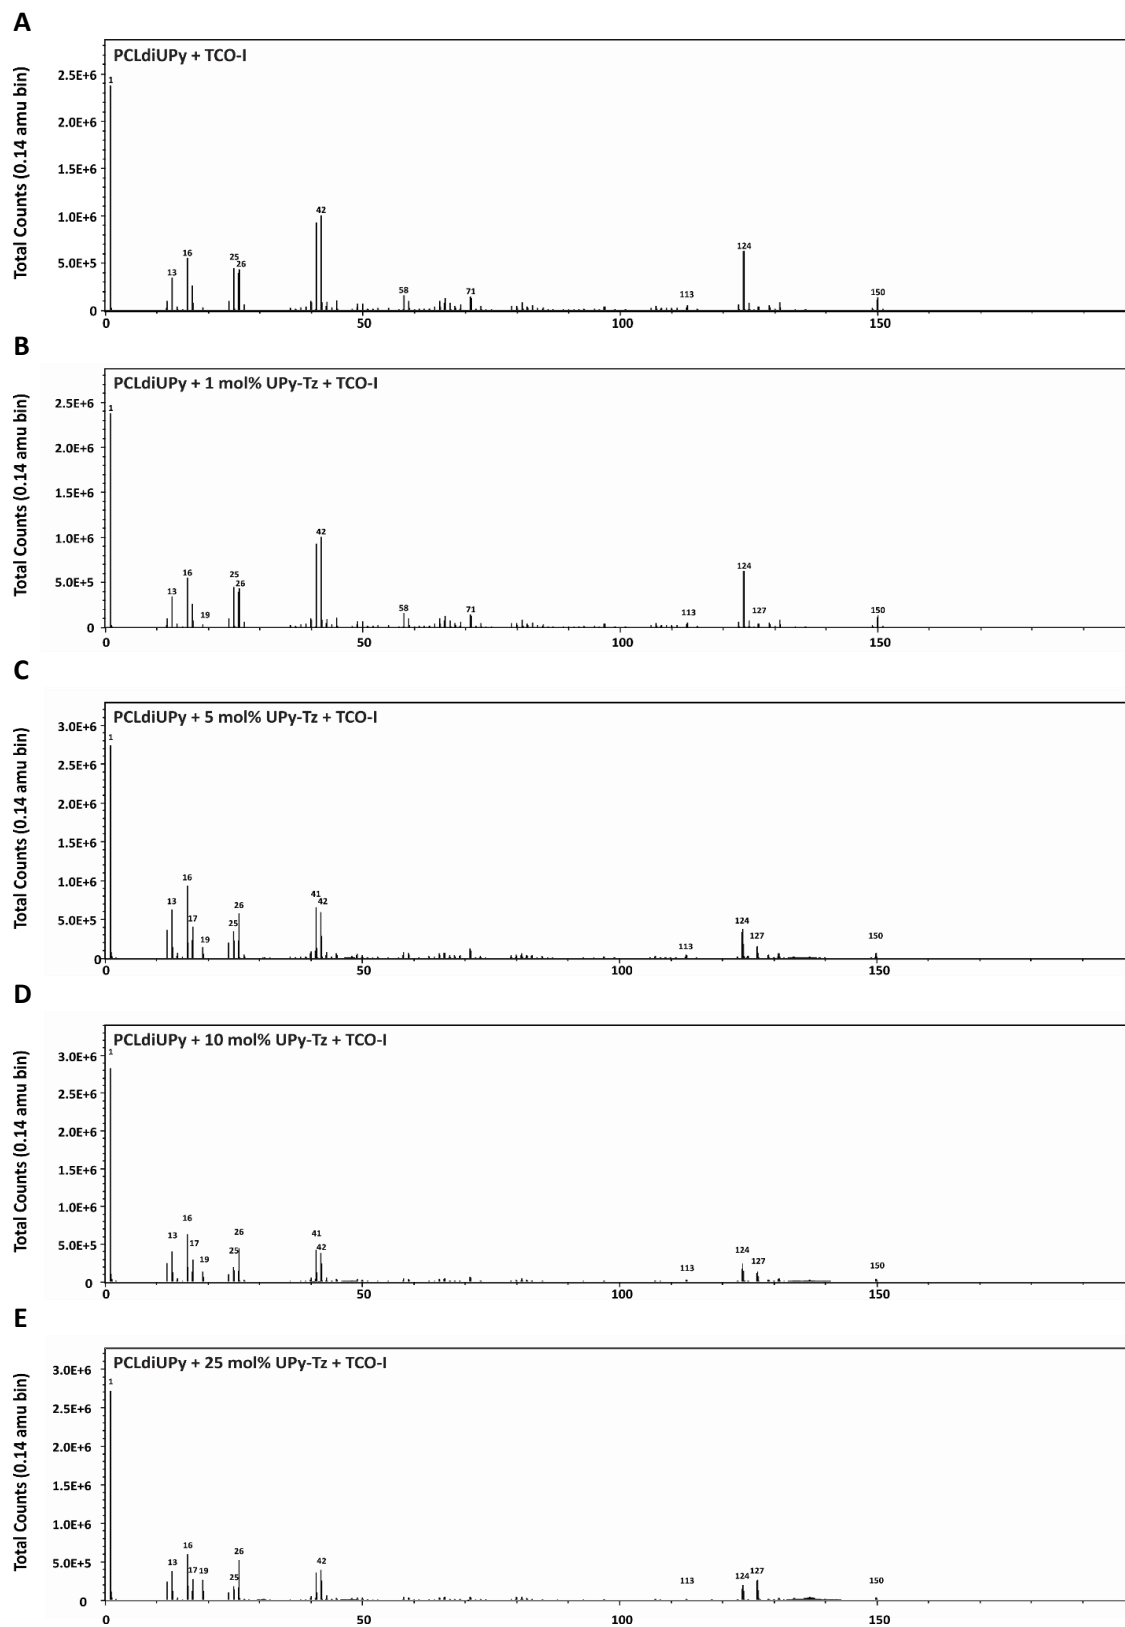 A
PCLdiUPy + TCO-I
Total Counts (0.14 amu bin)
2.5E+6
2.0E+6
1.5E+6
1.0E+6
5.0E+5
0
1
13
16
25
26
42
58
71
113
124
150
0 50 100 150
B
PCLdiUPy + 1 mol% UPy-Tz + TCO-I
Total Counts (0.14 amu bin)
2.5E+6
2.0E+6
1.5E+6
1.0E+6
5.0E+5
0
1
13
16
19
25
26
42
58
71
113
124
127
150
0 50 100 150
C
PCLdiUPy + 5 mol% UPy-Tz + TCO-I
Total Counts (0.14 amu bin)
3.0E+6
2.5E+6
2.0E+6
1.5E+6
1.0E+6
5.0E+5
0
1
13
16
17
19
25
26
41
42
113
124
127
150
0 50 100 150
D
PCLdiUPy + 10 mol% UPy-Tz + TCO-I
Total Counts (0.14 amu bin)
3.0E+6
2.5E+6
2.0E+6
1.5E+6
1.0E+6
5.0E+5
0
1
13
16
17
19
25
26
41
42
113
124
127
150
0 50 100 150
E
PCLdiUPy + 25 mol% UPy-Tz + TCO-I
Total Counts (0.14 amu bin)
3.0E+6
2.5E+6
2.0E+6
1.5E+6
1.0E+6
5.0E+5
0
1
13
16
17
19
25
26
42
113
124
127
150
0 50 100 150